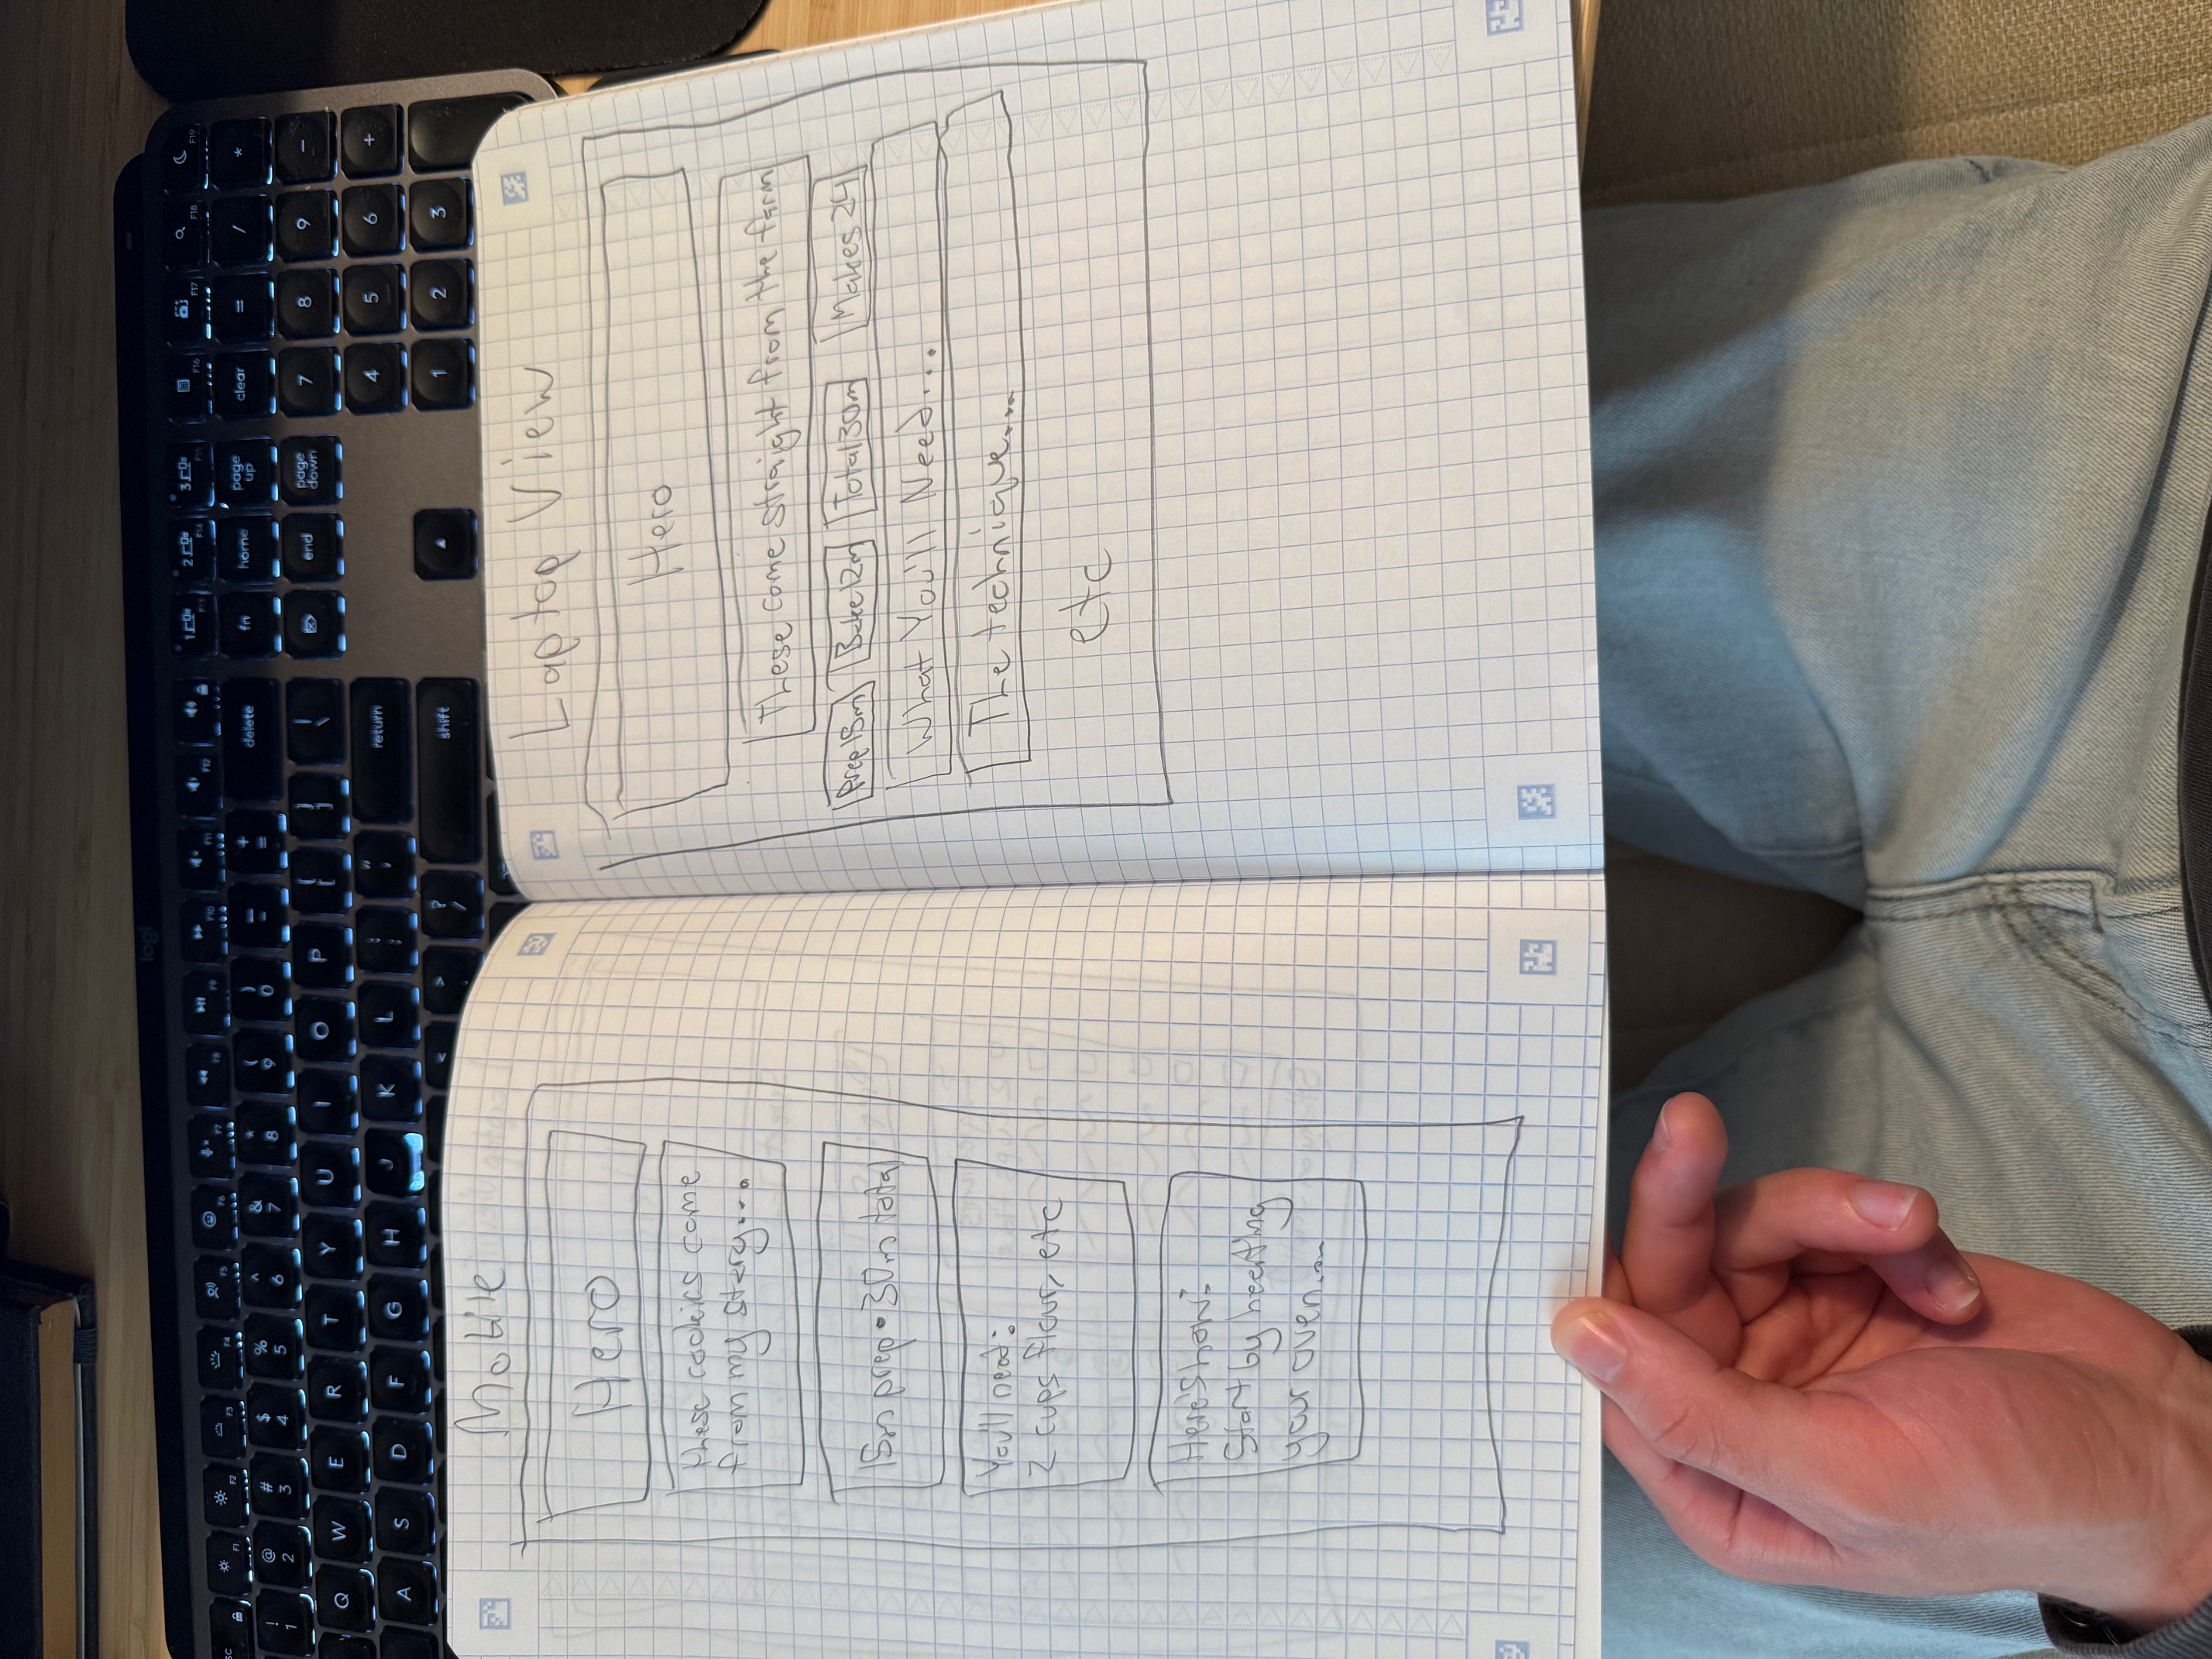 logi
esc F1 F2 F3 F4 F5 F6 F7 F8 F9 F10 F11 F12 1 F13 2 F14 3 F15 F16 F17 F18 F19
! 1 @ 2 # 3 $ 4 % 5 ^ 6 & 7 * 8 ( 9 ) 0 - + = delete fn home page up clear = / *
Q W E R T Y U I O P { [ } ] | \ end page down 7 8 9 -
A S D F G H J K L : ; " ' return 4 5 6 +
< > ? / shift 1 2 3
Mobile
Hero
These cookies come
from my story...
15m prep • 30m total
You'll need:
2 cups flour, etc
Here's how:
Start by heating
your oven...
Laptop View
Hero
These come straight from the farm
Prep 15m Bake 12m Total 30m Makes 24
What You'll Need...
The technique...
etc